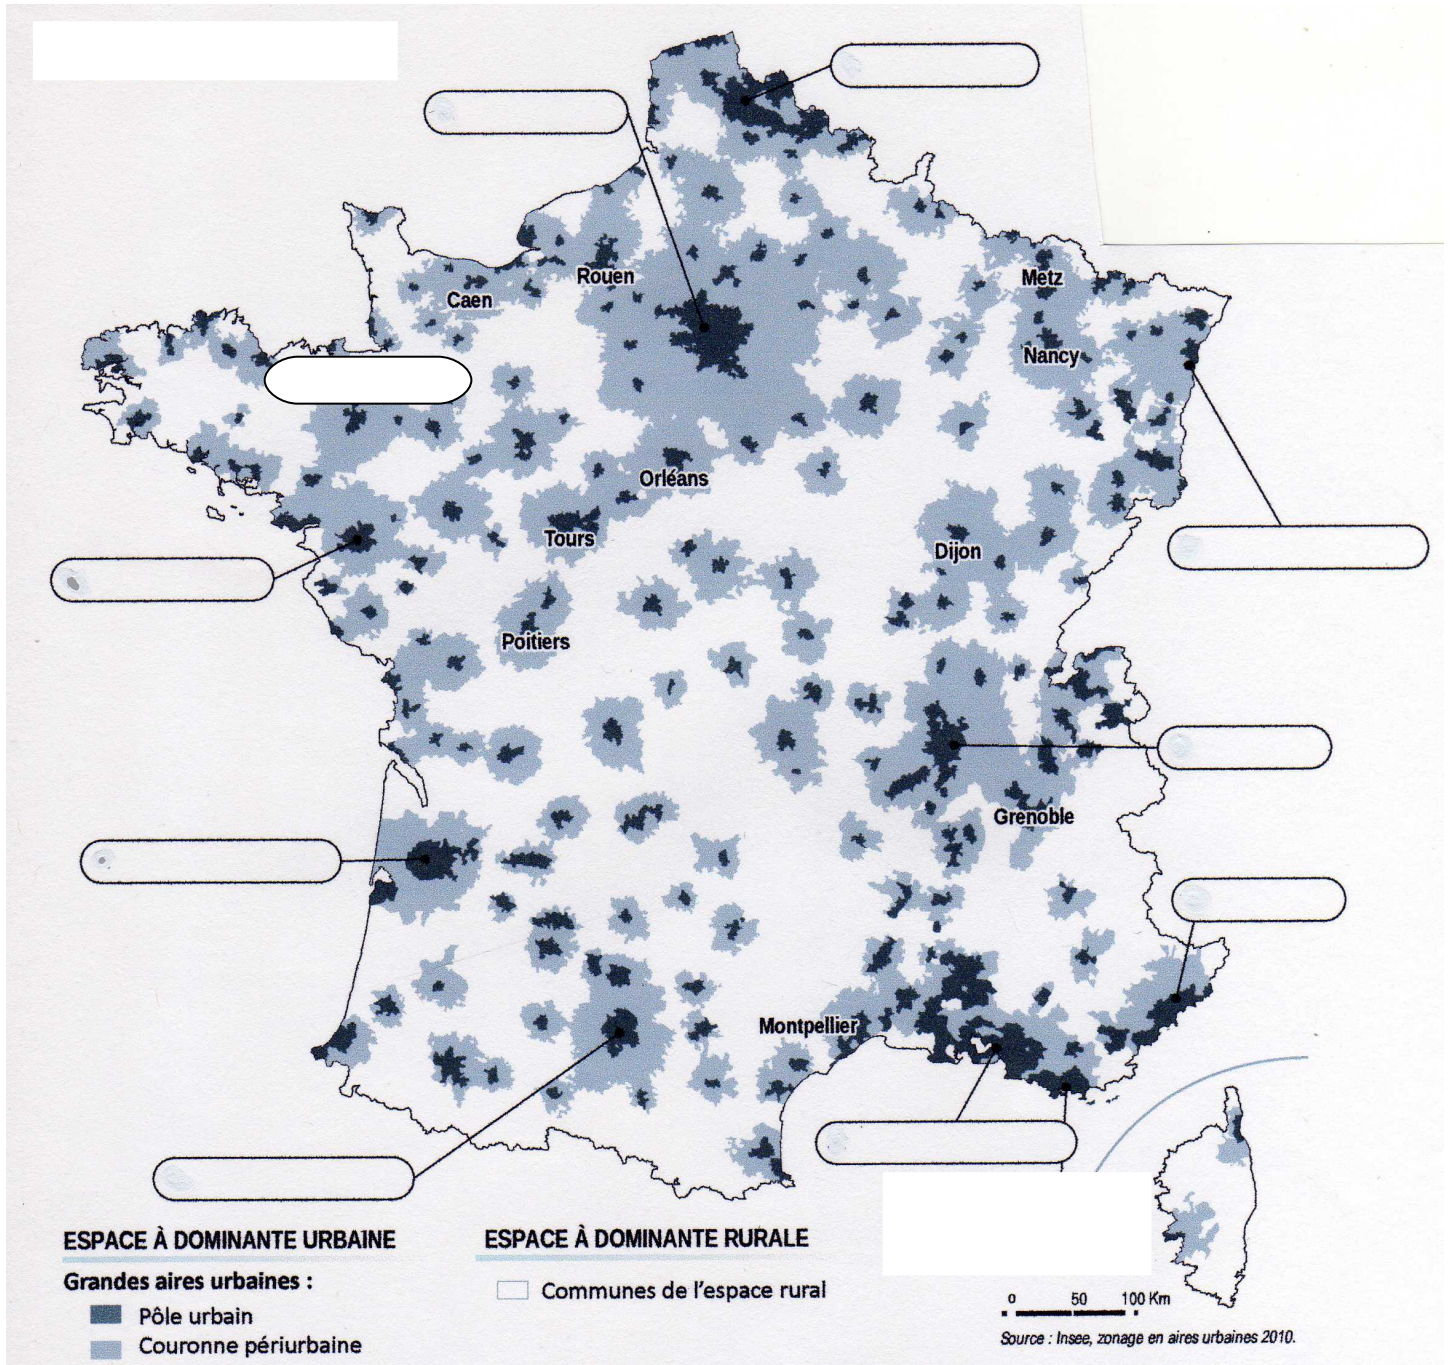 Rouen
Metz
Caen
Nancy
Orléans
Tours
Dijon
Poitiers
Grenoble
Montpellier
ESPACE À DOMINANTE URBAINE
Grandes aires urbaines :
Pôle urbain
Couronne périurbaine
ESPACE À DOMINANTE RURALE
Communes de l'espace rural
0 50 100 Km
Source : Insee, zonage en aires urbaines 2010.